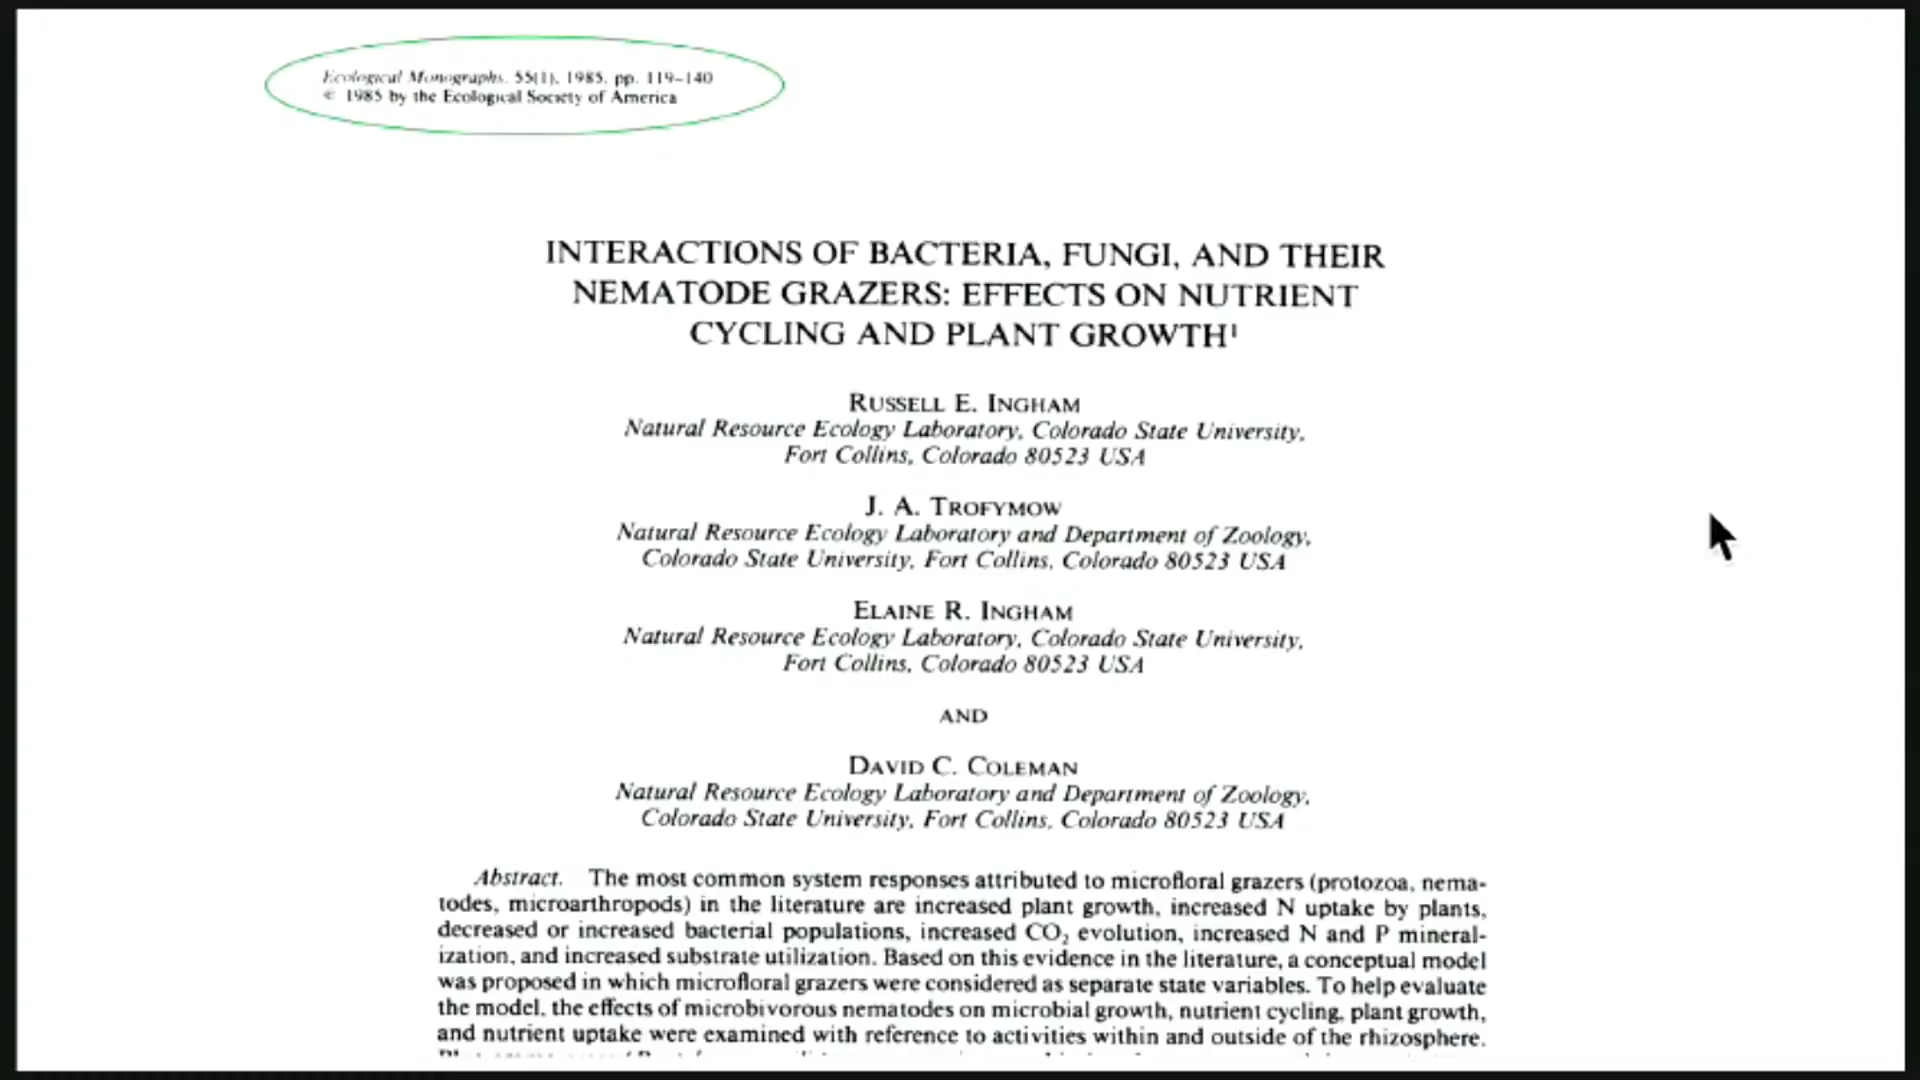 Ecological Monographs, 55(1), 1985, pp. 119–140
© 1985 by the Ecological Society of America
INTERACTIONS OF BACTERIA, FUNGI, AND THEIR
NEMATODE GRAZERS: EFFECTS ON NUTRIENT
CYCLING AND PLANT GROWTH¹
RUSSELL E. INGHAM
Natural Resource Ecology Laboratory, Colorado State University,
Fort Collins, Colorado 80523 USA
J. A. TROFYMOW
Natural Resource Ecology Laboratory and Department of Zoology,
Colorado State University, Fort Collins, Colorado 80523 USA
ELAINE R. INGHAM
Natural Resource Ecology Laboratory, Colorado State University,
Fort Collins, Colorado 80523 USA
AND
DAVID C. COLEMAN
Natural Resource Ecology Laboratory and Department of Zoology,
Colorado State University, Fort Collins, Colorado 80523 USA
Abstract. The most common system responses attributed to microfloral grazers (protozoa, nema-
todes, microarthropods) in the literature are increased plant growth, increased N uptake by plants,
decreased or increased bacterial populations, increased CO₂ evolution, increased N and P mineral-
ization, and increased substrate utilization. Based on this evidence in the literature, a conceptual model
was proposed in which microfloral grazers were considered as separate state variables. To help evaluate
the model, the effects of microbivorous nematodes on microbial growth, nutrient cycling, plant growth,
and nutrient uptake were examined with reference to activities within and outside of the rhizosphere.